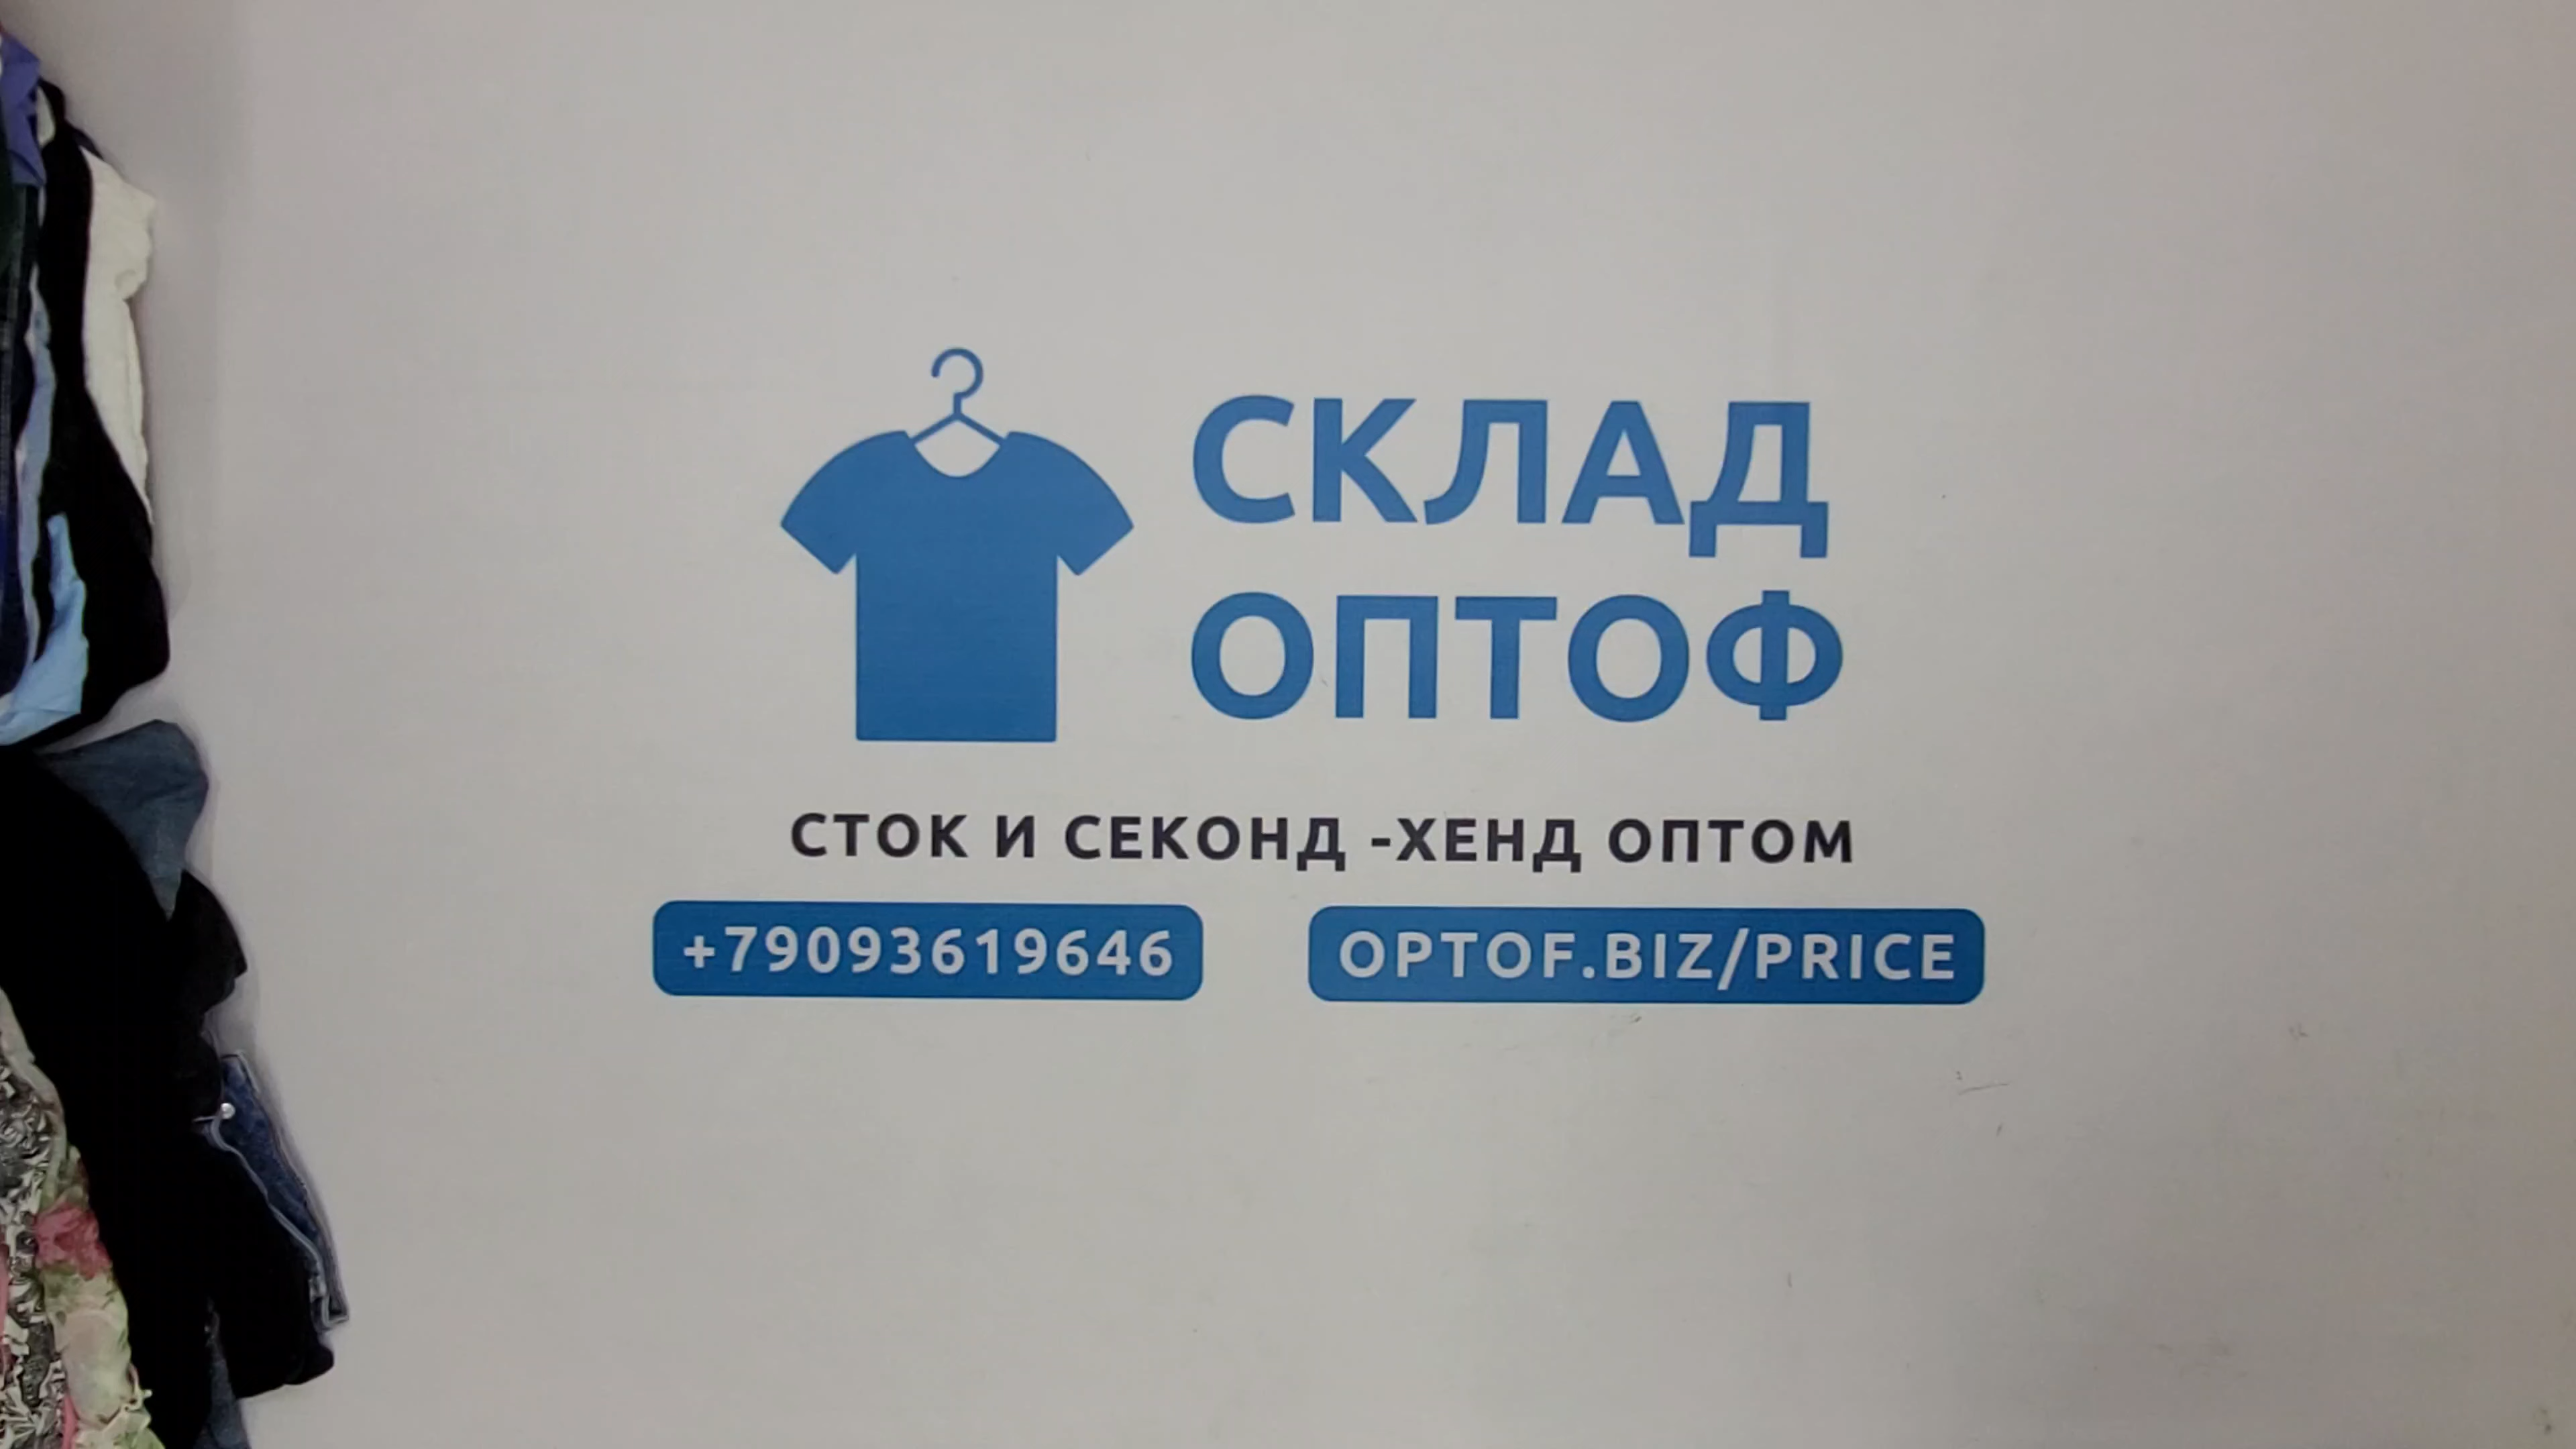 СКЛАД
ОПТОФ
СТОК И СЕКОНД -ХЕНД ОПТОМ
+79093619646
OPTOF.BIZ/PRICE